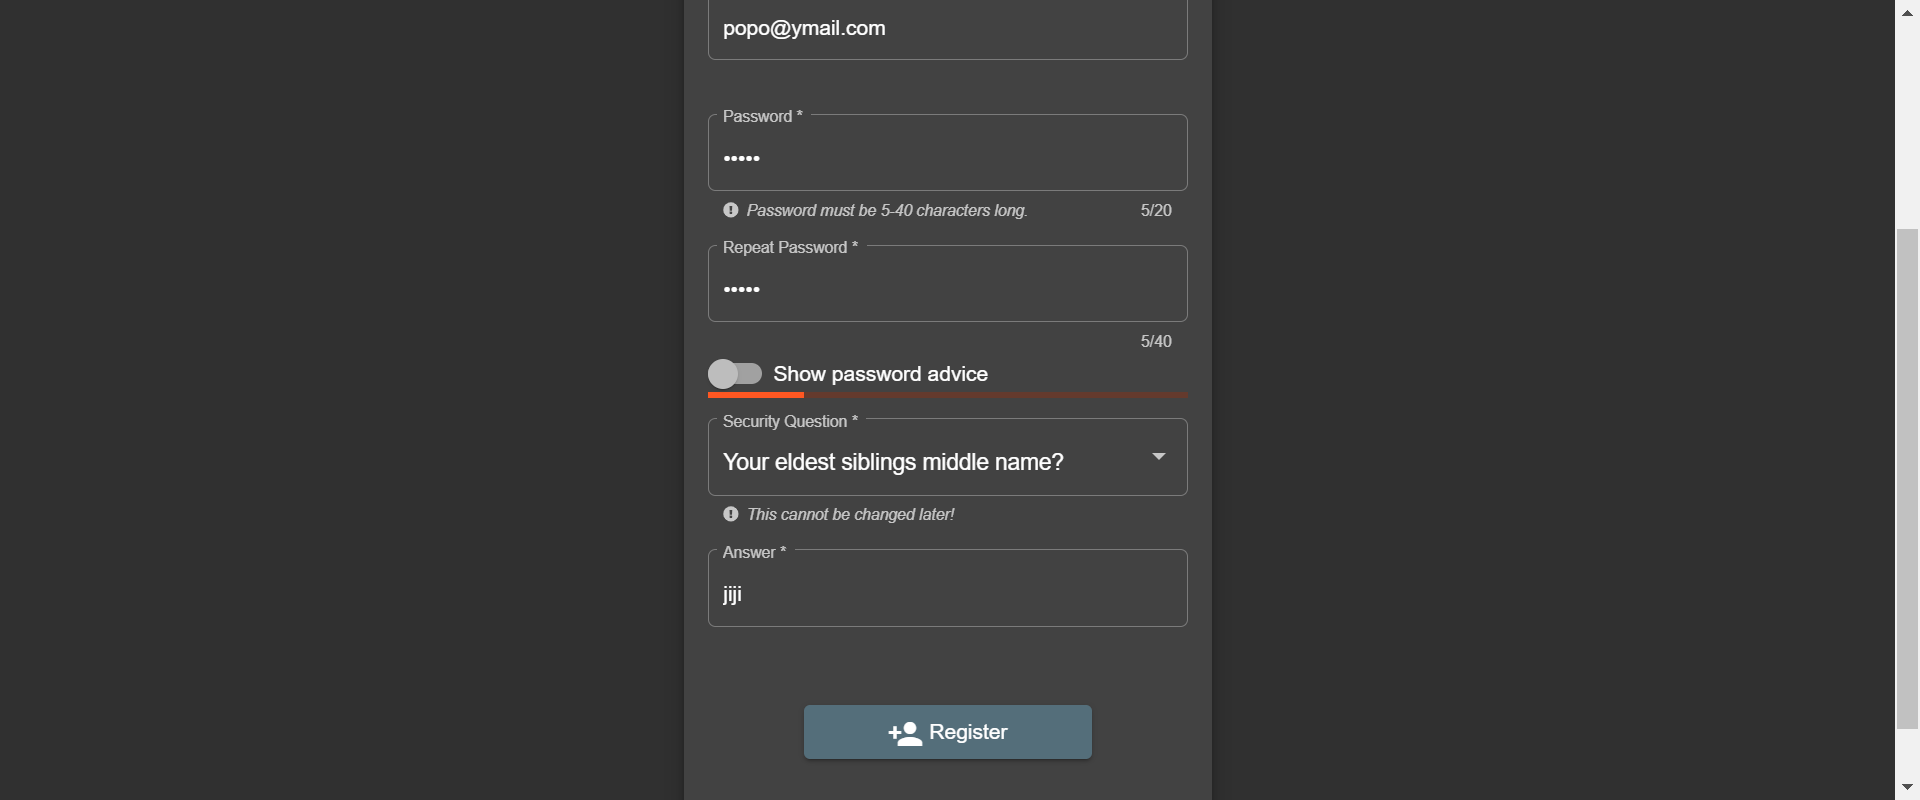 popo@ymail.com
Password *
•••••
Password must be 5-40 characters long.
5/20
Repeat Password *
•••••
5/40
Show password advice
Security Question *
Your eldest siblings middle name?
This cannot be changed later!
Answer *
jiji
Register